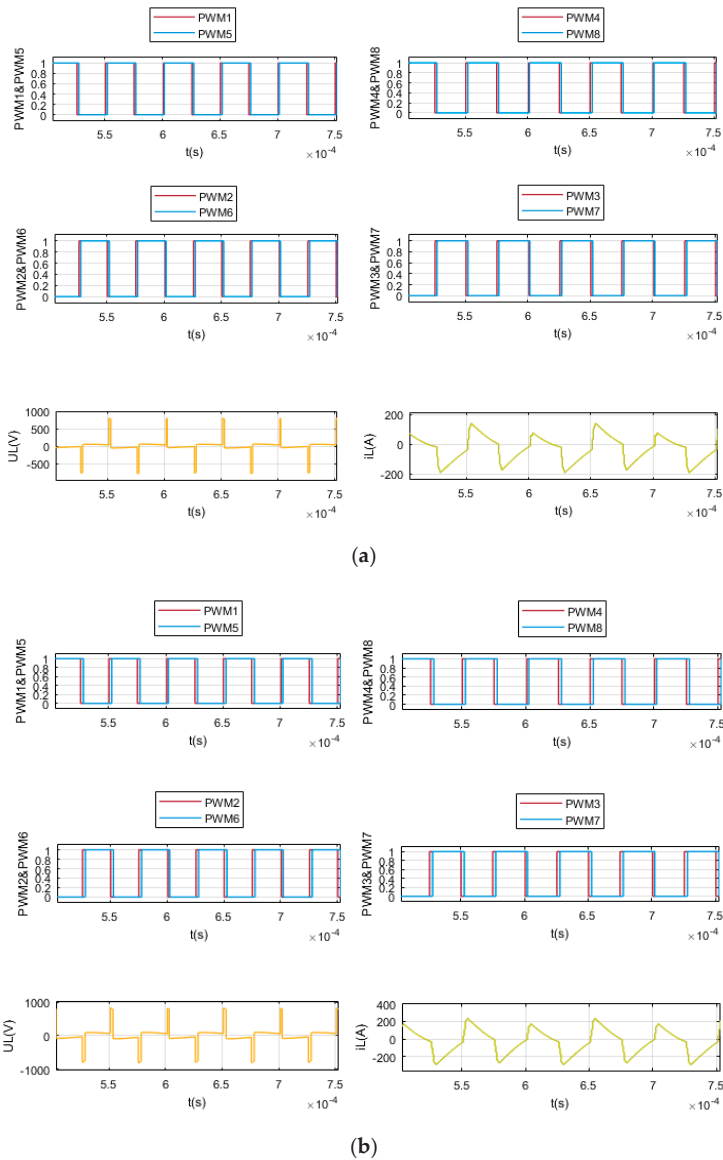 PWM1
PWM5
PWM1&PWM5
1
0.8
0.6
0.4
0.2
0
5.5 6 6.5 7 7.5
t(s)
×10⁻⁴
PWM4
PWM8
PWM4&PWM8
1
0.8
0.6
0.4
0.2
0
5.5 6 6.5 7 7.5
t(s)
×10⁻⁴
PWM2
PWM6
PWM2&PWM6
1
0.8
0.6
0.4
0.2
0
5.5 6 6.5 7 7.5
t(s)
×10⁻⁴
PWM3
PWM7
PWM3&PWM7
1
0.8
0.6
0.4
0.2
0
5.5 6 6.5 7 7.5
t(s)
×10⁻⁴
UL(V)
1000
500
0
-500
5.5 6 6.5 7 7.5
t(s)
×10⁻⁴
iL(A)
200
0
-200
5.5 6 6.5 7 7.5
t(s)
×10⁻⁴
(a)
PWM1
PWM5
PWM1&PWM5
1
0.8
0.6
0.4
0.2
0
5.5 6 6.5 7 7.5
t(s)
×10⁻⁴
PWM4
PWM8
PWM4&PWM8
1
0.8
0.6
0.4
0.2
0
5.5 6 6.5 7 7.5
t(s)
×10⁻⁴
PWM2
PWM6
PWM2&PWM6
1
0.8
0.6
0.4
0.2
0
5.5 6 6.5 7 7.5
t(s)
×10⁻⁴
PWM3
PWM7
PWM3&PWM7
1
0.8
0.6
0.4
0.2
0
5.5 6 6.5 7 7.5
t(s)
×10⁻⁴
UL(V)
1000
0
-1000
5.5 6 6.5 7 7.5
t(s)
×10⁻⁴
iL(A)
400
200
0
-200
5.5 6 6.5 7 7.5
t(s)
×10⁻⁴
(b)